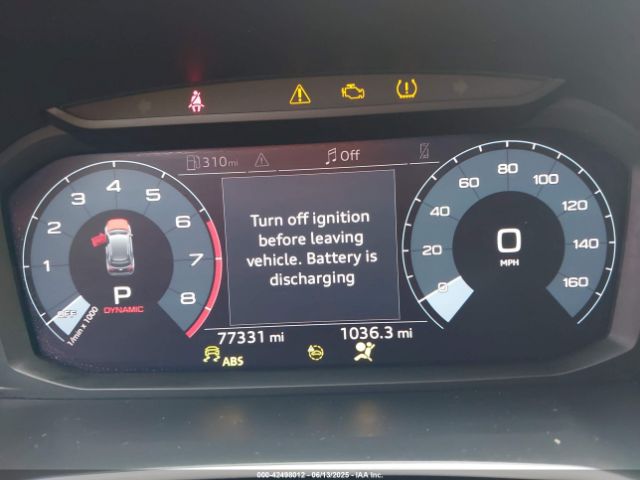 310 mi
Off
Turn off ignition
before leaving
vehicle. Battery is
discharging
OFF 1 2 3 4 5 6 7 8
1/min x 1000
P
DYNAMIC
0 20 40 60 80 100 120 140 160
0
MPH
77331 mi
1036.3 mi
ABS
000-42498012 - 06/13/2025 - IAA Inc.